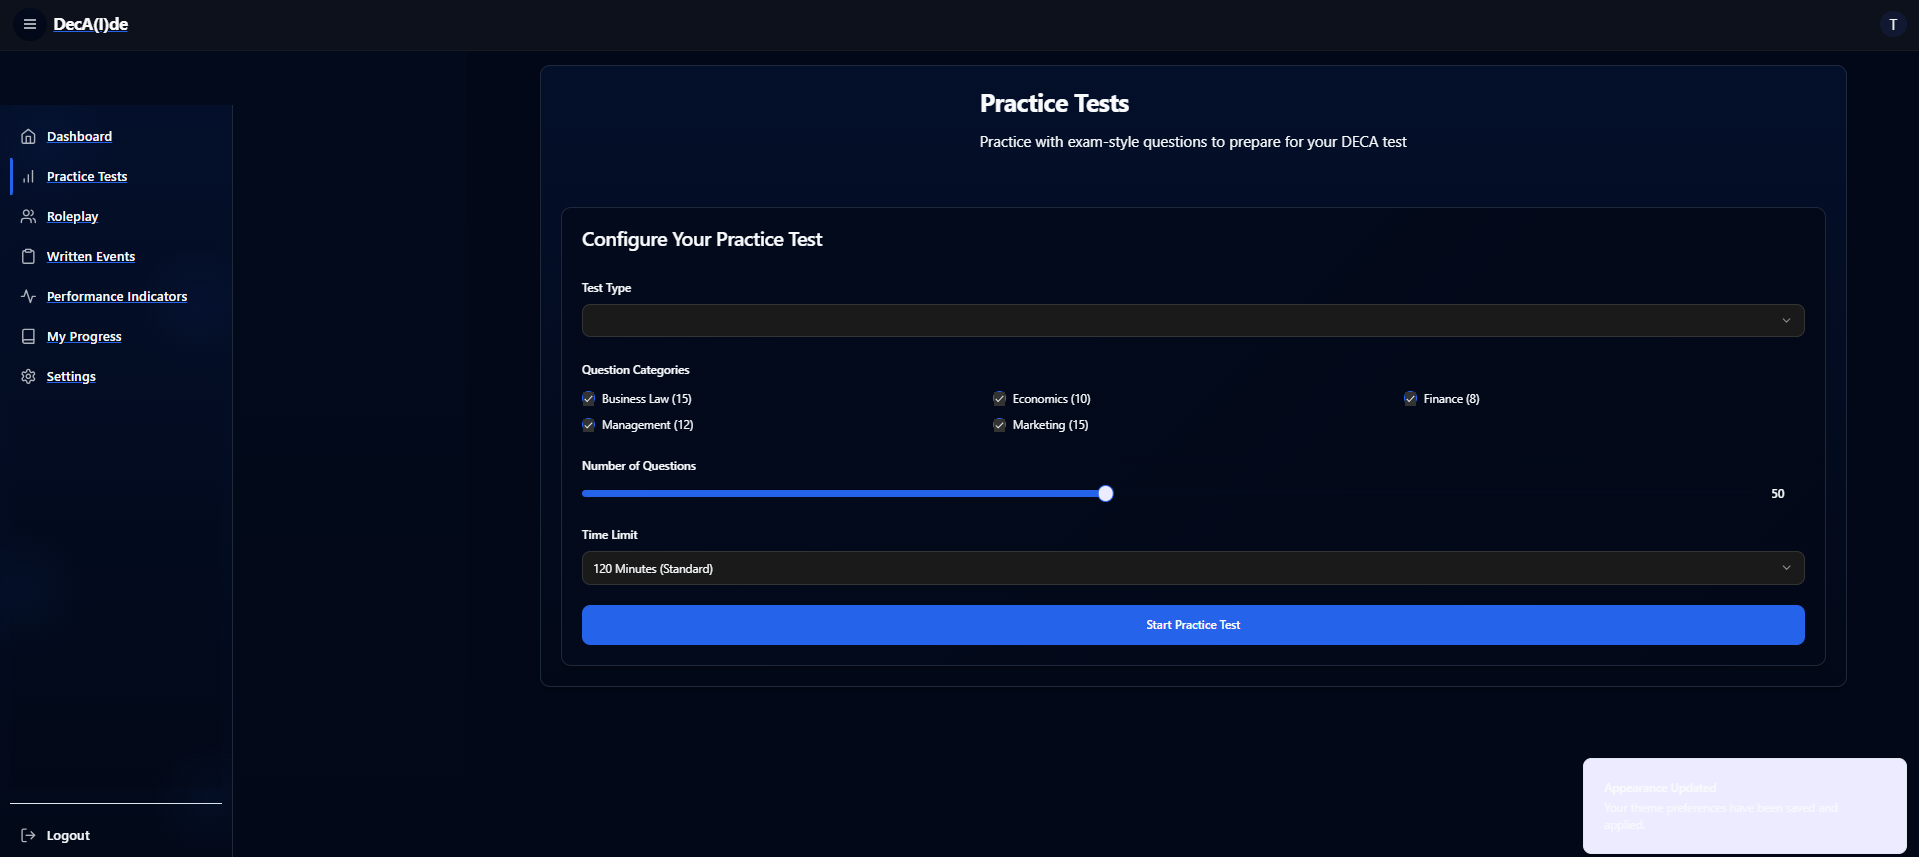 DecA(I)de
T
Dashboard
Practice Tests
Roleplay
Written Events
Performance Indicators
My Progress
Settings
Logout
Practice Tests
Practice with exam-style questions to prepare for your DECA test
Configure Your Practice Test
Test Type
Question Categories
Business Law (15)
Economics (10)
Finance (8)
Management (12)
Marketing (15)
Number of Questions
50
Time Limit
120 Minutes (Standard)
Start Practice Test
Appearance Updated
Your theme preferences have been saved and
applied.